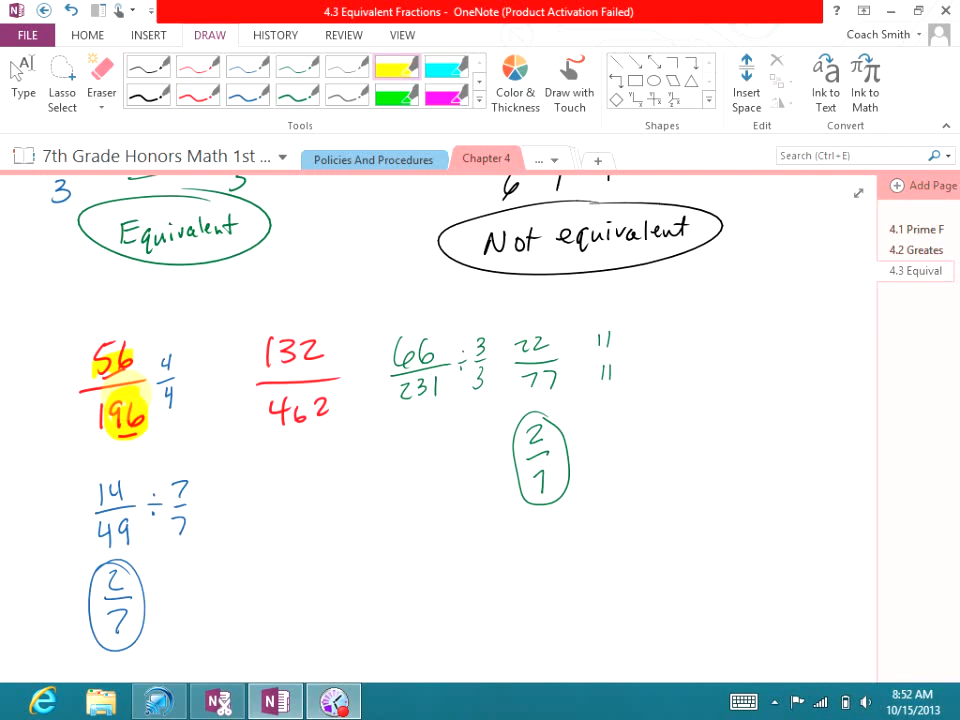 4.3 Equivalent Fractions - OneNote (Product Activation Failed)
?
FILE HOME INSERT DRAW HISTORY REVIEW VIEW
Coach Smith
Type
Lasso Select
Eraser
Color & Thickness
Draw with Touch
Insert Space
Ink to Text
Ink to Math
Tools
Shapes
Edit
Convert
7th Grade Honors Math 1st ...
Policies And Procedures
Chapter 4
...
+
Search (Ctrl+E)
Add Page
4.1 Prime F
4.2 Greates
4.3 Equival
3
3
6
Equivalent
Not equivalent
56
196
4
4
132
462
66
231
÷
3
3
22
77
11
11
2
7
14
49
÷
7
7
2
7
8:52 AM
10/15/2013